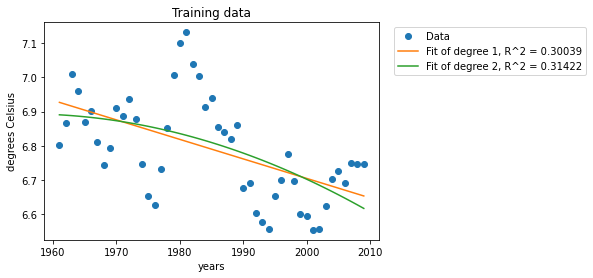 Training data
Data
Fit of degree 1, R^2 = 0.30039
Fit of degree 2, R^2 = 0.31422
degrees Celsius
7.1
7.0
6.9
6.8
6.7
6.6
1960 1970 1980 1990 2000 2010
years